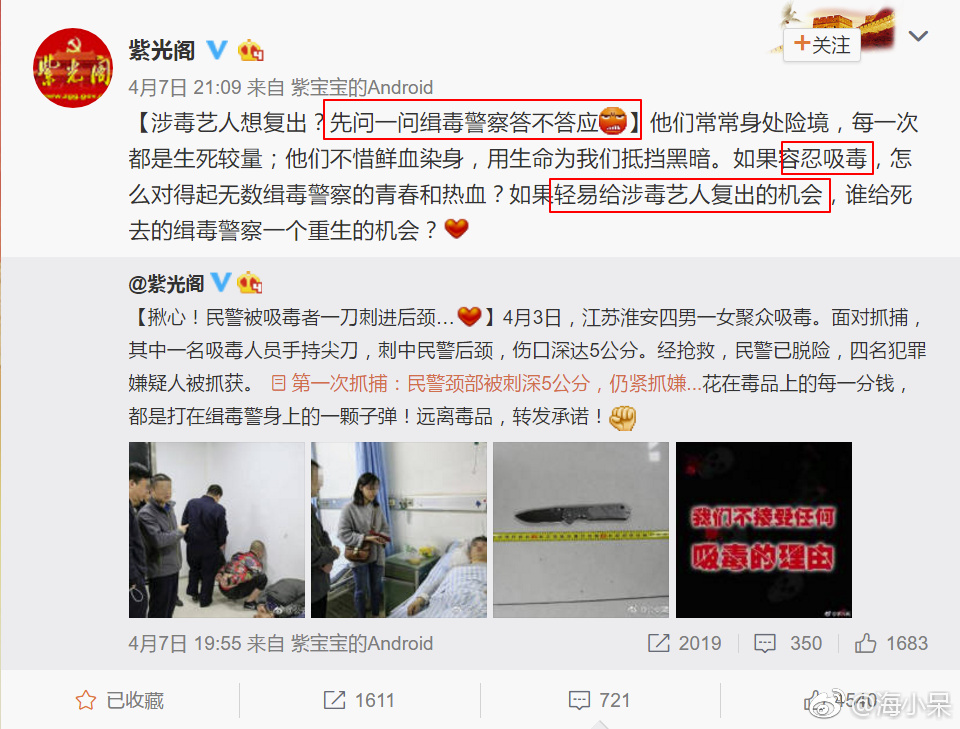 紫光阁
+关注
4月7日 21:09 来自 紫宝宝的Android
【涉毒艺人想复出？先问一问缉毒警察答不答应】他们常常身处险境，每一次
都是生死较量；他们不惜鲜血染身，用生命为我们抵挡黑暗。如果容忍吸毒，怎
么对得起无数缉毒警察的青春和热血？如果轻易给涉毒艺人复出的机会，谁给死
去的缉毒警察一个重生的机会？
@紫光阁
【揪心！民警被吸毒者一刀刺进后颈...】4月3日，江苏淮安四男一女聚众吸毒。面对抓捕，
其中一名吸毒人员手持尖刀，刺中民警后颈，伤口深达5公分。经抢救，民警已脱险，四名犯罪
嫌疑人被抓获。 第一次抓捕：民警颈部被刺深5公分，仍紧抓嫌...花在毒品上的每一分钱，
都是打在缉毒警身上的一颗子弹！远离毒品，转发承诺！
我们不接受任何
吸毒的理由
4月7日 19:55 来自 紫宝宝的Android
2019 350 1683
已收藏 1611 721 4540
@海小呆